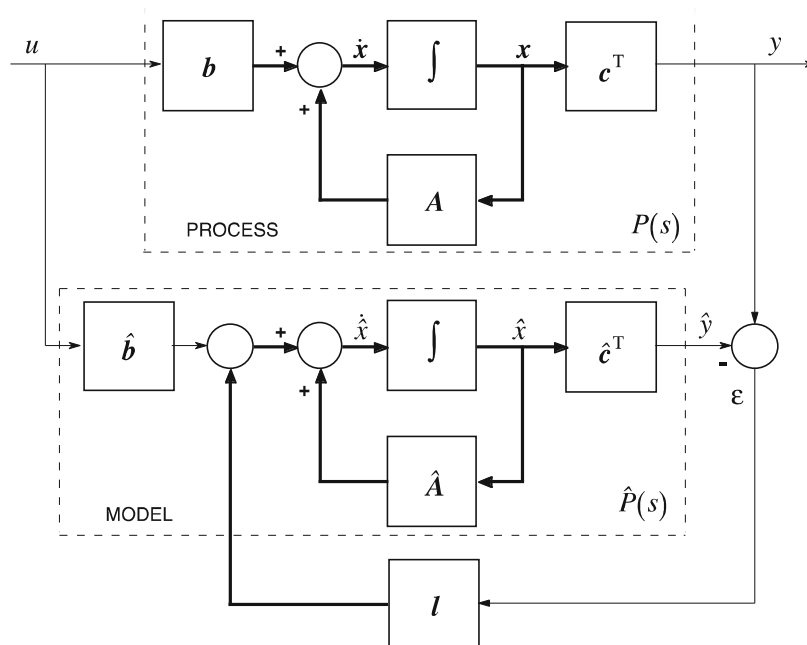 u
b
+
ẋ
∫
x
cᵀ
y
+
A
PROCESS
P(s)
b̂
+
x̂̇
∫
x̂
ĉᵀ
ŷ
-
ε
+
Â
MODEL
P̂(s)
l